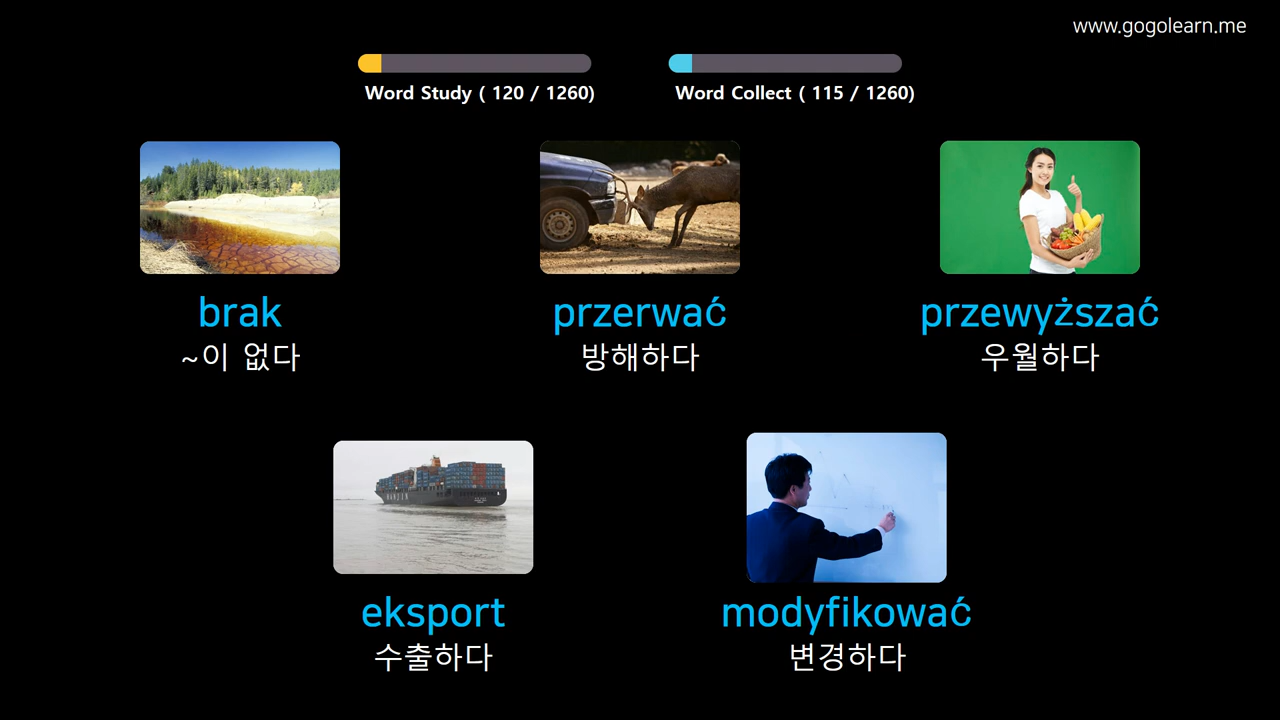 www.gogolearn.me
Word Study ( 120 / 1260)
Word Collect ( 115 / 1260)
brak
~이 없다
przerwać
방해하다
przewyższać
우월하다
eksport
수출하다
modyfikować
변경하다